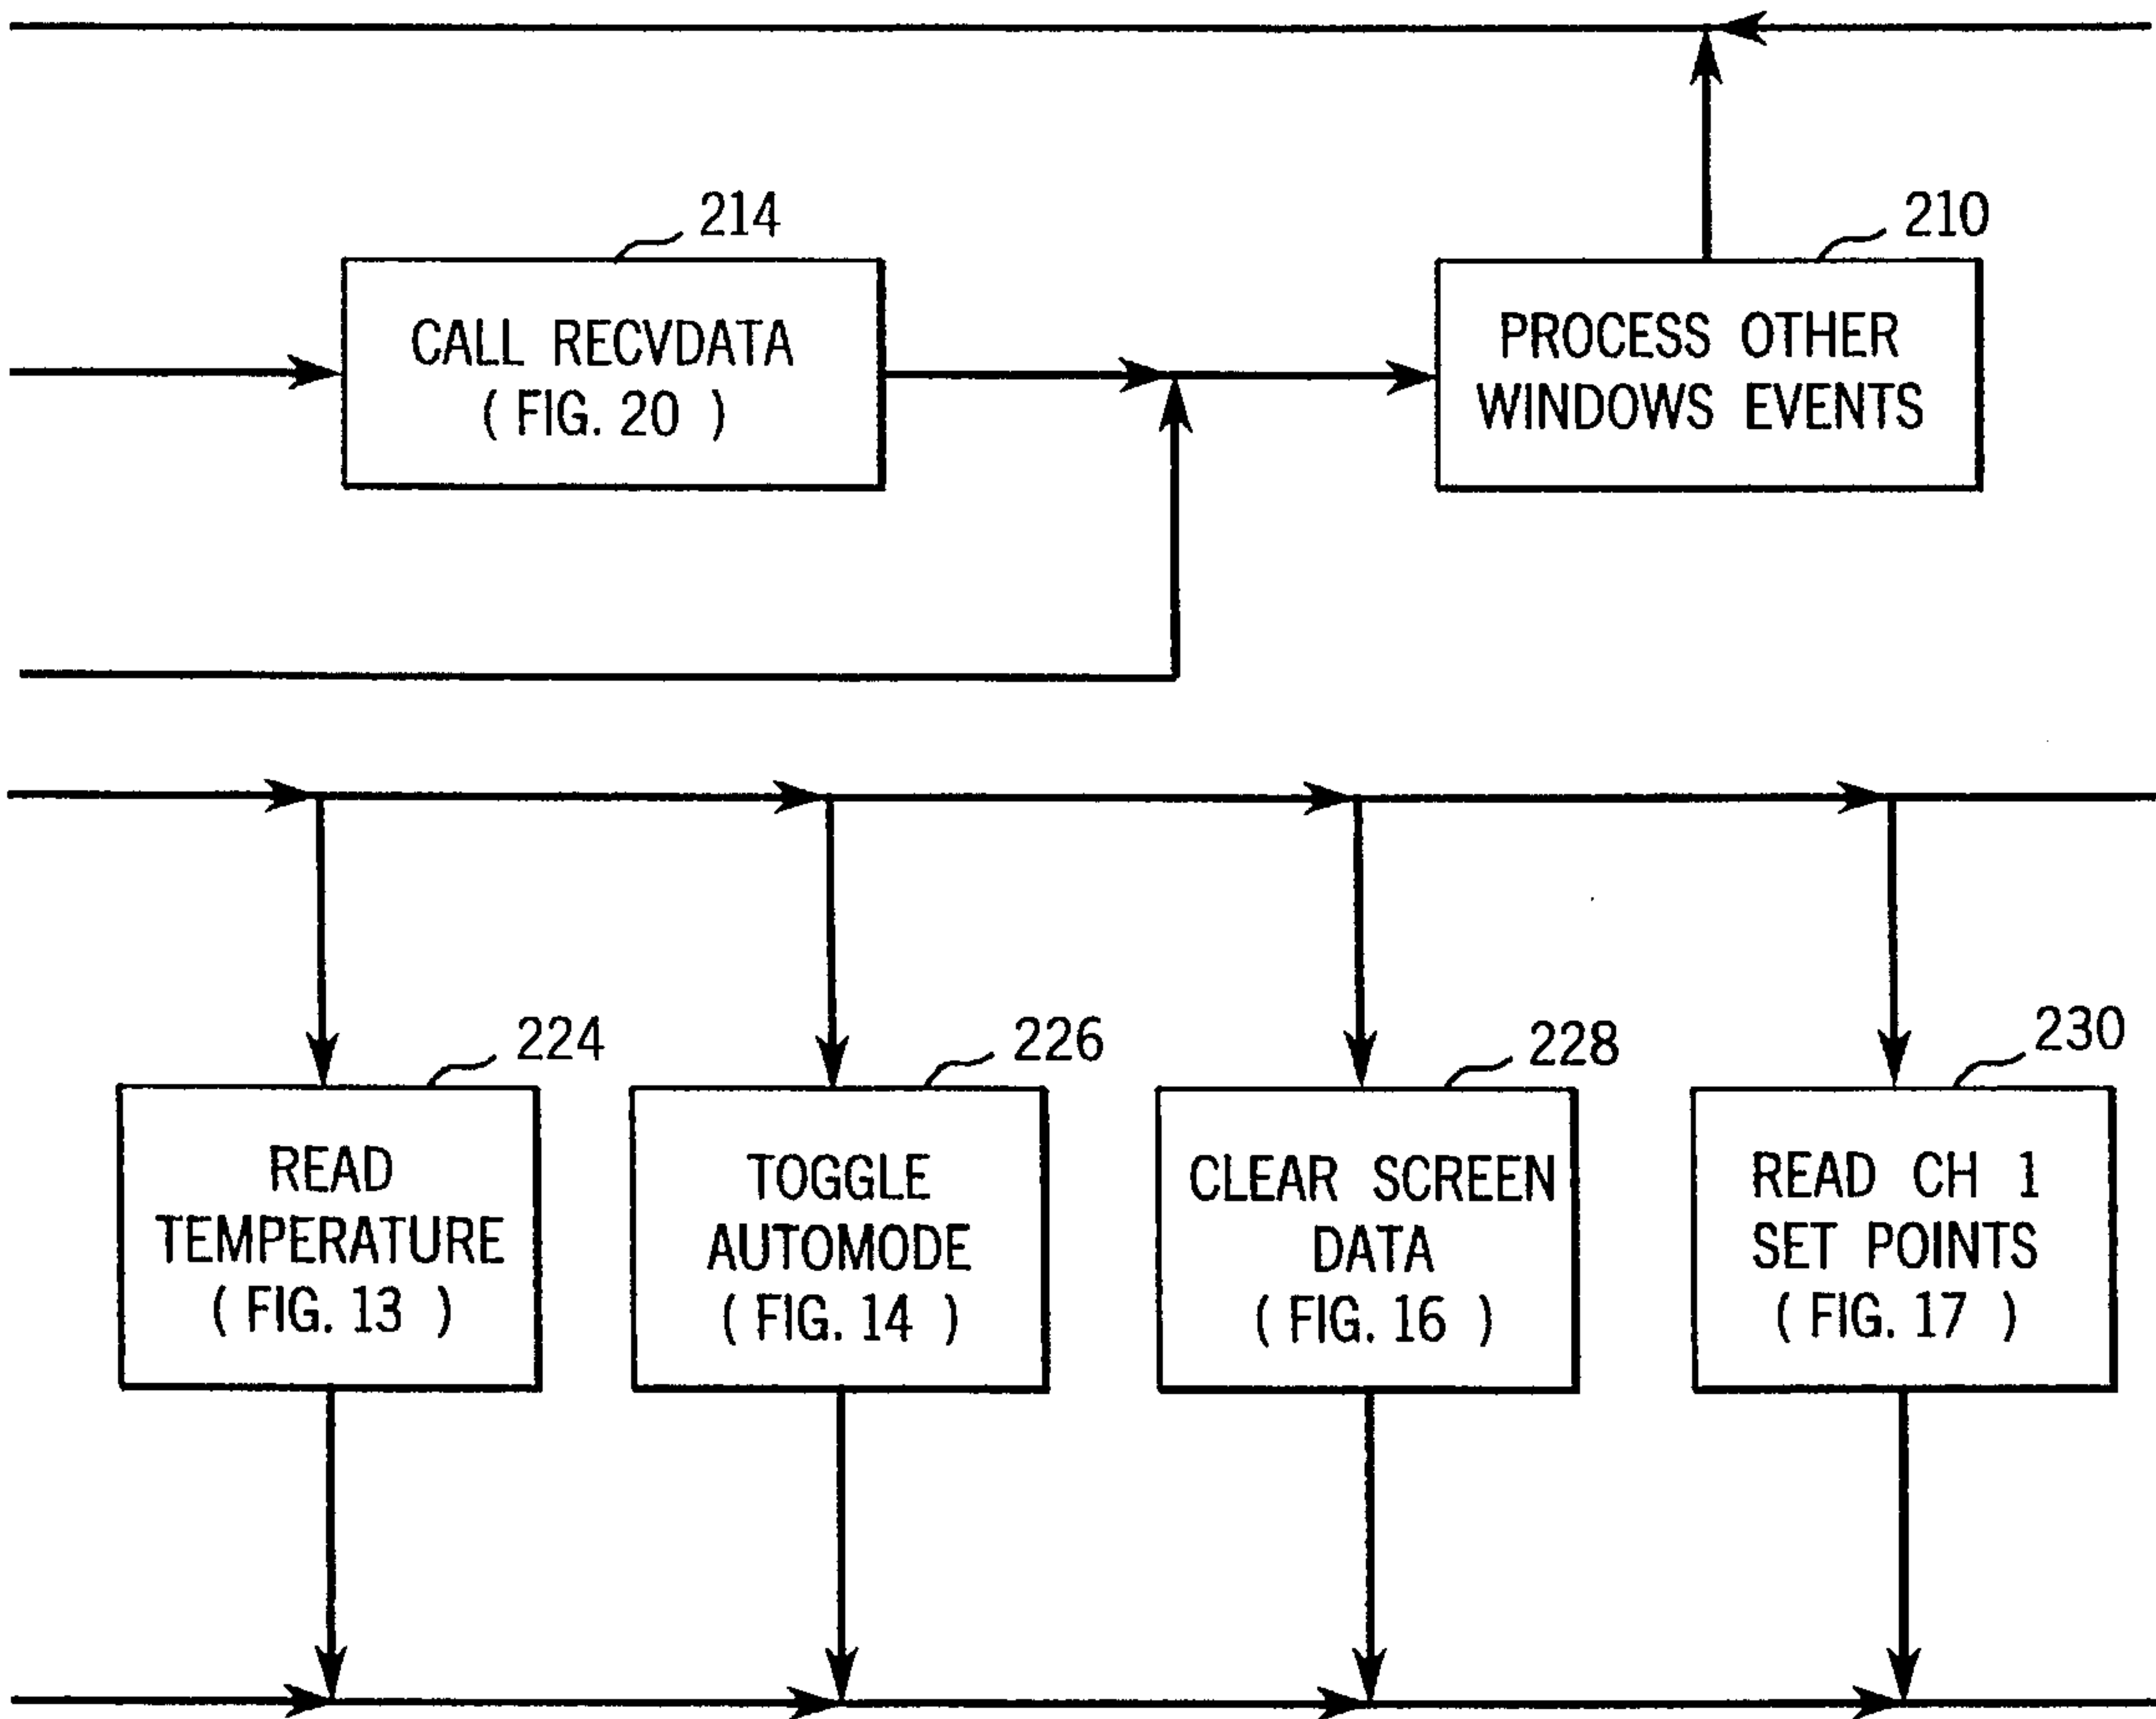 214
CALL RECVDATA
( FIG. 20 )
210
PROCESS OTHER
WINDOWS EVENTS
224
READ
TEMPERATURE
( FIG. 13 )
226
TOGGLE
AUTOMODE
( FIG. 14 )
228
CLEAR SCREEN
DATA
( FIG. 16 )
230
READ CH 1
SET POINTS
( FIG. 17 )